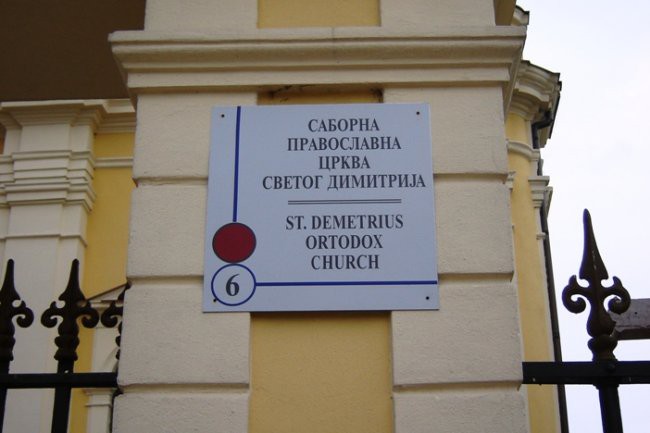 САБОРНА
ПРАВОСЛАВНА
ЦРКВА
СВЕТОГ ДИМИТРИЈА
ST. DEMETRIUS
ORTODOX
CHURCH
6